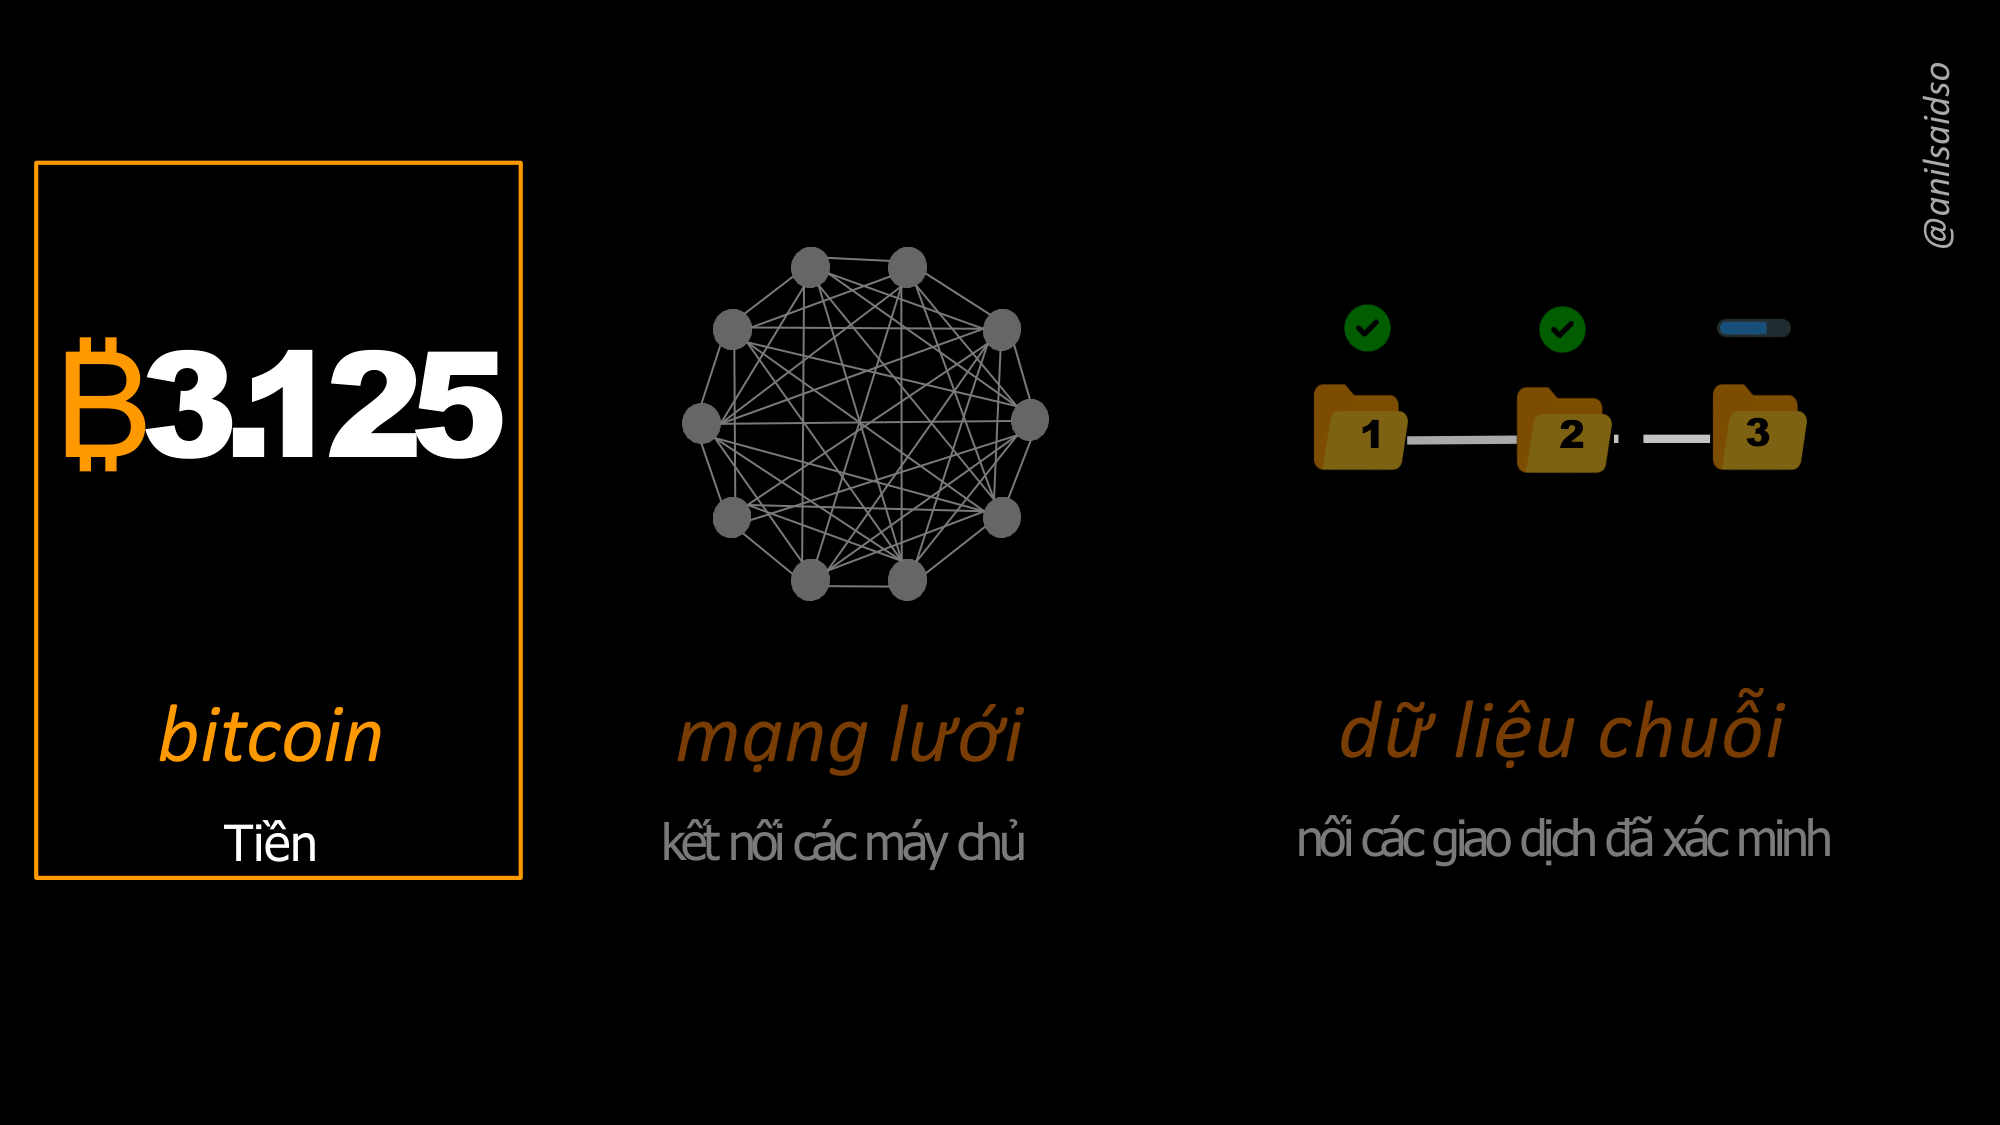 @anilsaidso
₿3.125
1
2
3
bitcoin
mạng lưới
dữ liệu chuỗi
Tiền
kết nối các máy chủ
nối các giao dịch đã xác minh